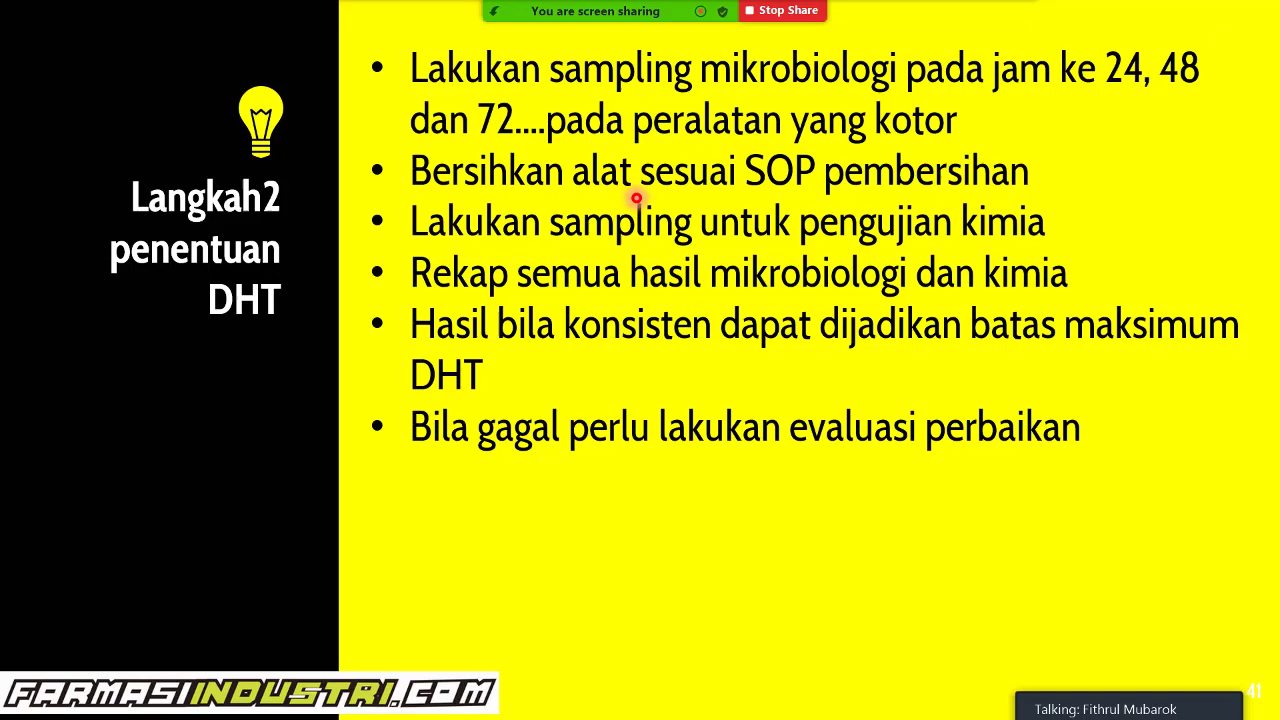 You are screen sharing
Stop Share
Langkah2
penentuan
DHT
• Lakukan sampling mikrobiologi pada jam ke 24, 48
dan 72....pada peralatan yang kotor
• Bersihkan alat sesuai SOP pembersihan
• Lakukan sampling untuk pengujian kimia
• Rekap semua hasil mikrobiologi dan kimia
• Hasil bila konsisten dapat dijadikan batas maksimum
DHT
• Bila gagal perlu lakukan evaluasi perbaikan
FARMASIINDUSTRI.COM
41
Talking: Fithrul Mubarok